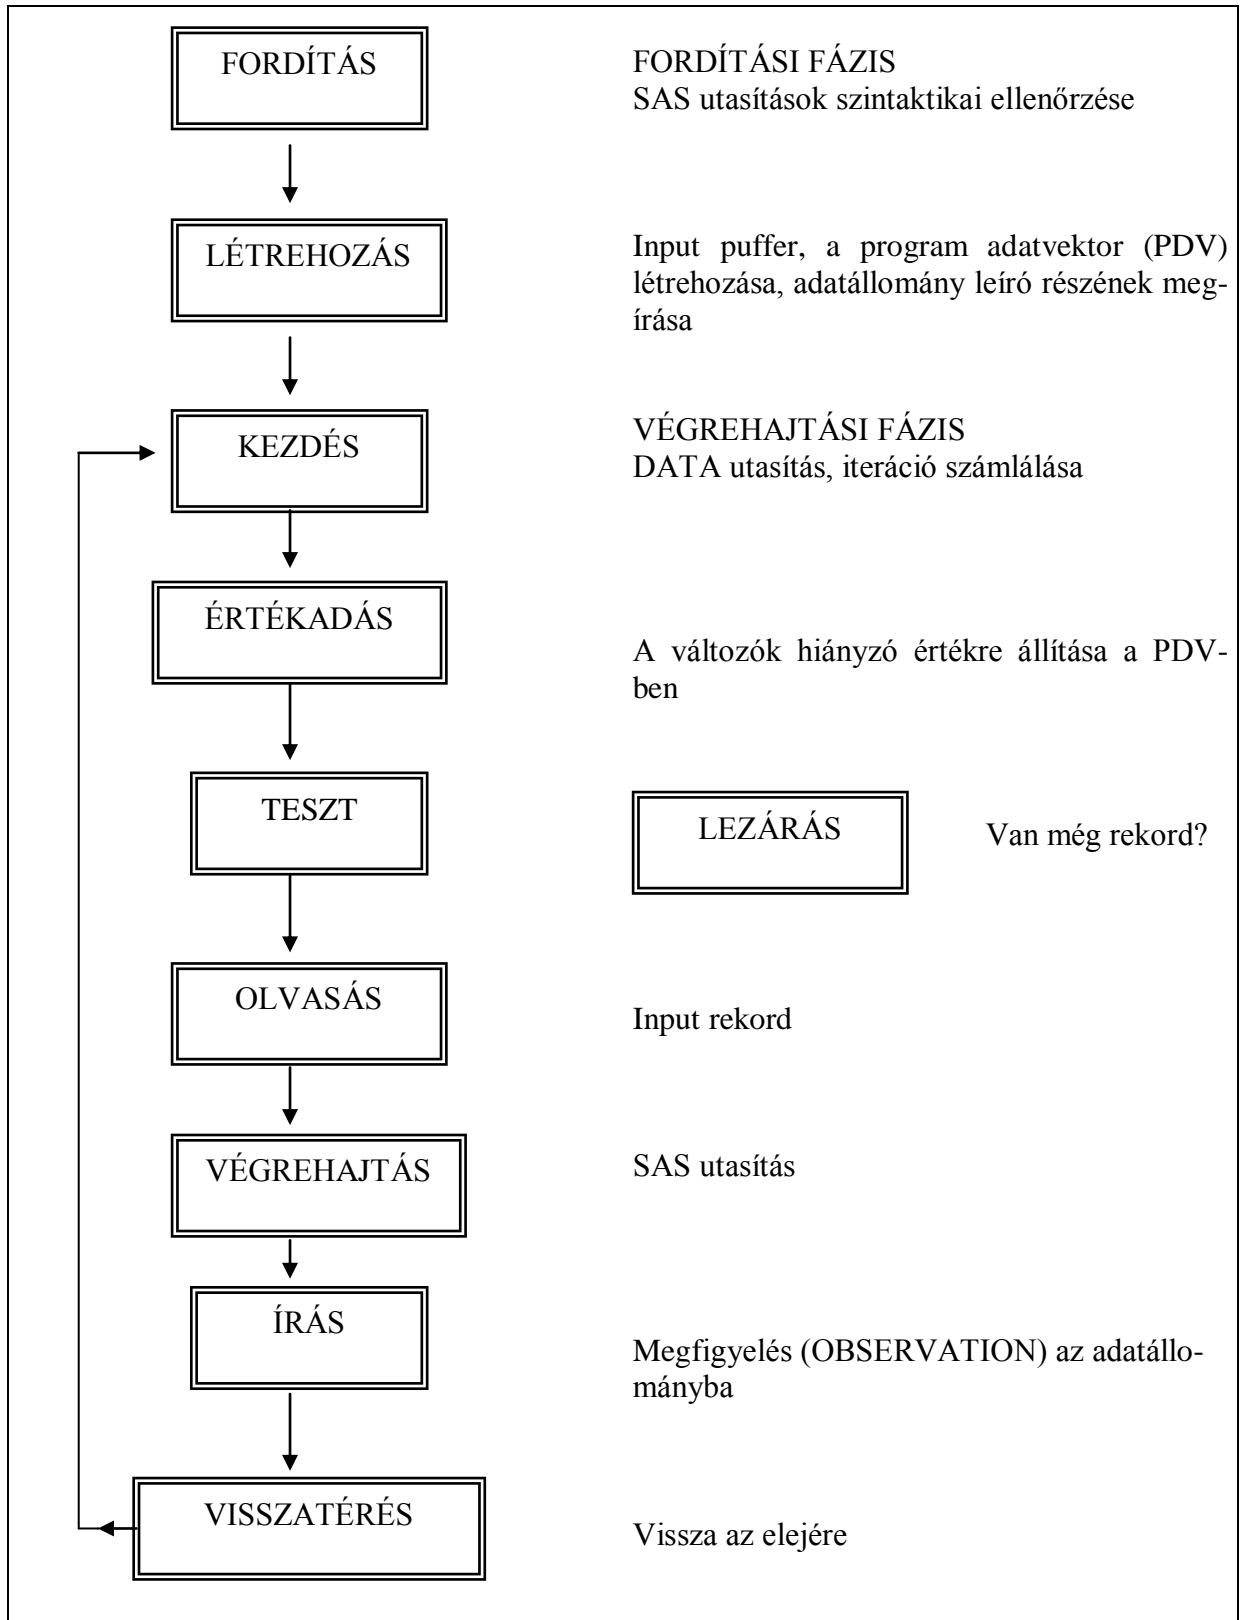 FORDÍTÁS
FORDÍTÁSI FÁZIS
SAS utasítások szintaktikai ellenőrzése
LÉTREHOZÁS
Input puffer, a program adatvektor (PDV)
létrehozása, adatállomány leíró részének meg-
írása
KEZDÉS
VÉGREHAJTÁSI FÁZIS
DATA utasítás, iteráció számlálása
ÉRTÉKADÁS
A változók hiányzó értékre állítása a PDV-
ben
TESZT
LEZÁRÁS
Van még rekord?
OLVASÁS
Input rekord
VÉGREHAJTÁS
SAS utasítás
ÍRÁS
Megfigyelés (OBSERVATION) az adatállo-
mányba
VISSZATÉRÉS
Vissza az elejére